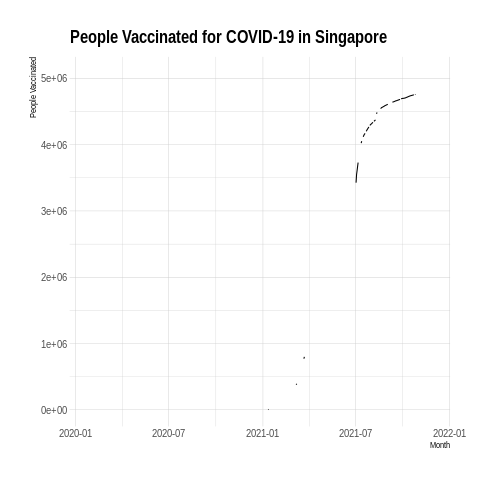 People Vaccinated for COVID-19 in Singapore
People Vaccinated
5e+06
4e+06
3e+06
2e+06
1e+06
0e+00
2020-01 2020-07 2021-01 2021-07 2022-01
Month